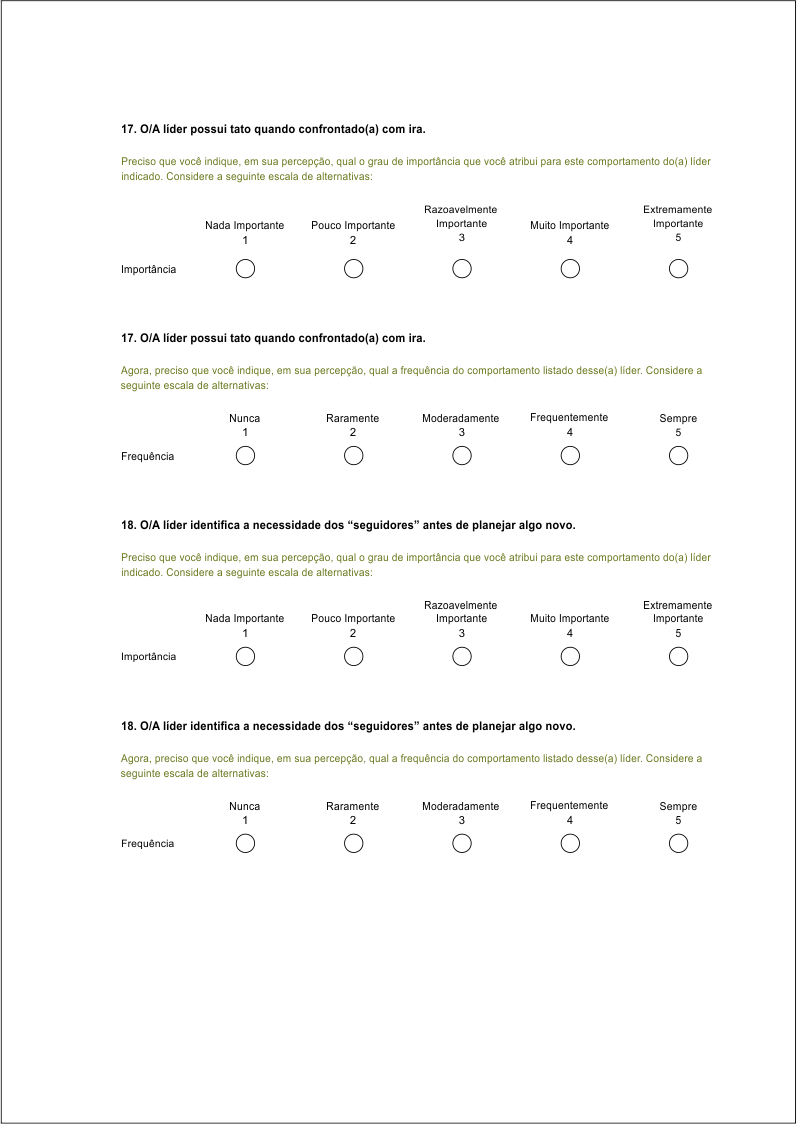 17. O/A líder possui tato quando confrontado(a) com ira.
Preciso que você indique, em sua percepção, qual o grau de importância que você atribui para este comportamento do(a) líder
indicado. Considere a seguinte escala de alternativas:
Nada Importante Pouco Importante Razoavelmente Importante Muito Importante Extremamente Importante
1 2 3 4 5
Importância
17. O/A líder possui tato quando confrontado(a) com ira.
Agora, preciso que você indique, em sua percepção, qual a frequência do comportamento listado desse(a) líder. Considere a
seguinte escala de alternativas:
Nunca Raramente Moderadamente Frequentemente Sempre
1 2 3 4 5
Frequência
18. O/A líder identifica a necessidade dos “seguidores” antes de planejar algo novo.
Preciso que você indique, em sua percepção, qual o grau de importância que você atribui para este comportamento do(a) líder
indicado. Considere a seguinte escala de alternativas:
Nada Importante Pouco Importante Razoavelmente Importante Muito Importante Extremamente Importante
1 2 3 4 5
Importância
18. O/A líder identifica a necessidade dos “seguidores” antes de planejar algo novo.
Agora, preciso que você indique, em sua percepção, qual a frequência do comportamento listado desse(a) líder. Considere a
seguinte escala de alternativas:
Nunca Raramente Moderadamente Frequentemente Sempre
1 2 3 4 5
Frequência